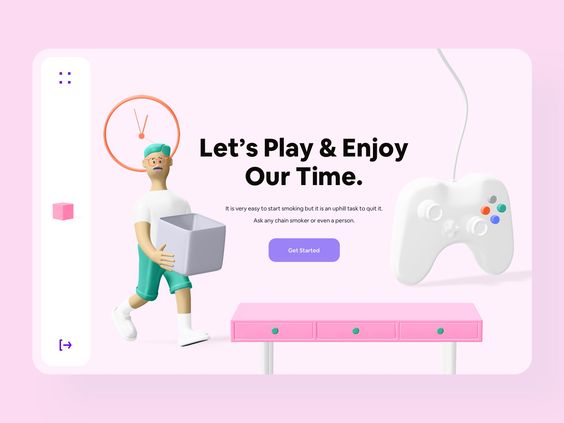 Let's Play & Enjoy
Our Time.
It is very easy to start smoking but it is an uphill task to quit it.
Ask any chain smoker or even a person.
Get Started